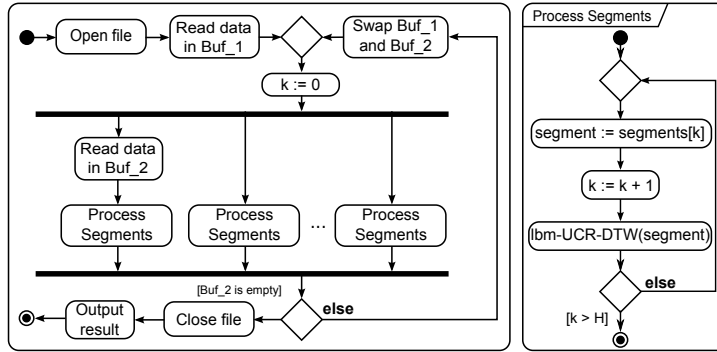 Open file
Read data
in Buf_1
Swap Buf_1
and Buf_2
k := 0
Read data
in Buf_2
Process
Segments
Process
Segments
...
Process
Segments
[Buf_2 is empty]
else
Output
result
Close file
Process Segments
segment := segments[k]
k := k + 1
lbm-UCR-DTW(segment)
else
[k > H]